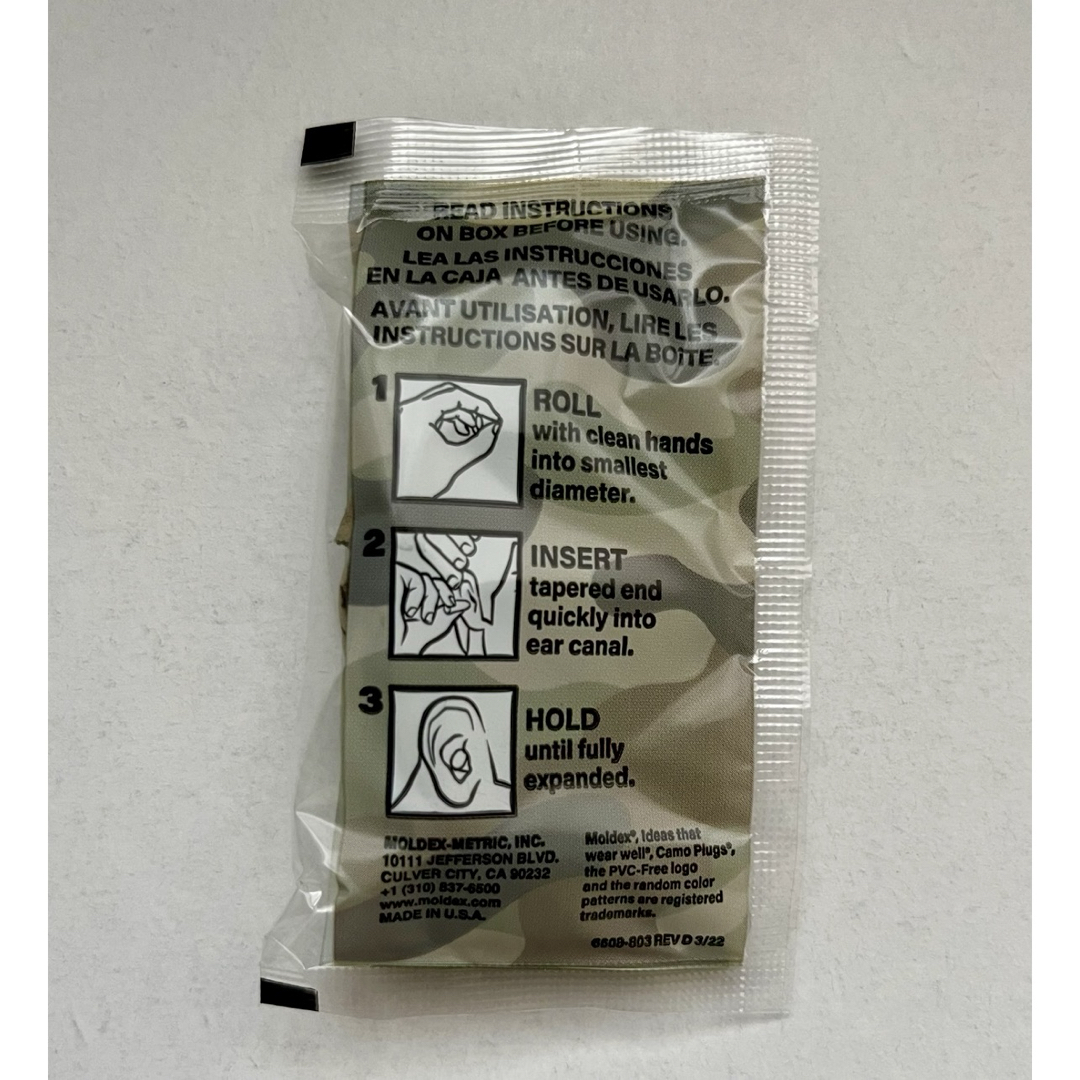 READ INSTRUCTIONS
ON BOX BEFORE USING.
LEA LAS INSTRUCCIONES
EN LA CAJA ANTES DE USARLO.
AVANT UTILISATION, LIRE LES
INSTRUCTIONS SUR LA BOÎTE.
1
ROLL
with clean hands
into smallest
diameter.
2
INSERT
tapered end
quickly into
ear canal.
3
HOLD
until fully
expanded.
MOLDEX-METRIC, INC.
10111 JEFFERSON BLVD.
CULVER CITY, CA 90232
+1 (310) 837-6500
www.moldex.com
MADE IN U.S.A.
Moldex®, Ideas that
wear well®, Camo Plugs®,
the PVC-Free logo
and the random color
patterns are registered
trademarks.
6608-803 REV D 3/22